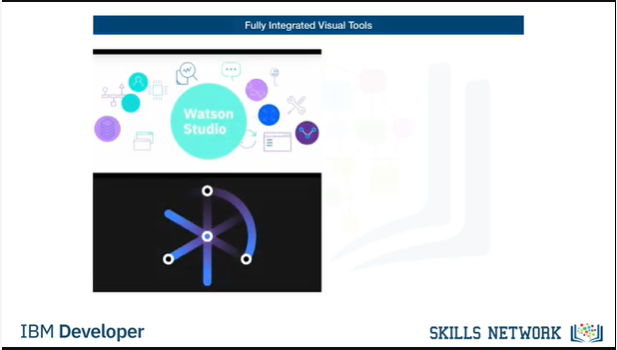 Fully Integrated Visual Tools
Watson
Studio
IBM Developer
SKILLS NETWORK